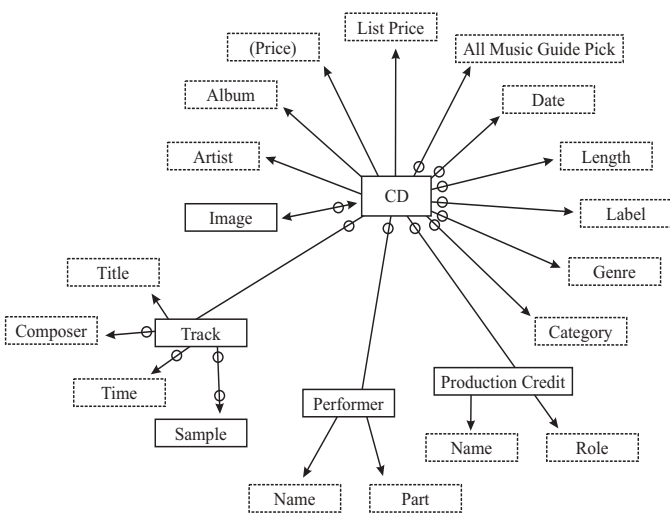 List Price
(Price)
All Music Guide Pick
Album
Date
Artist
Length
CD
Image
Label
Title
Genre
Composer
Track
Category
Time
Production Credit
Performer
Sample
Name
Role
Name
Part